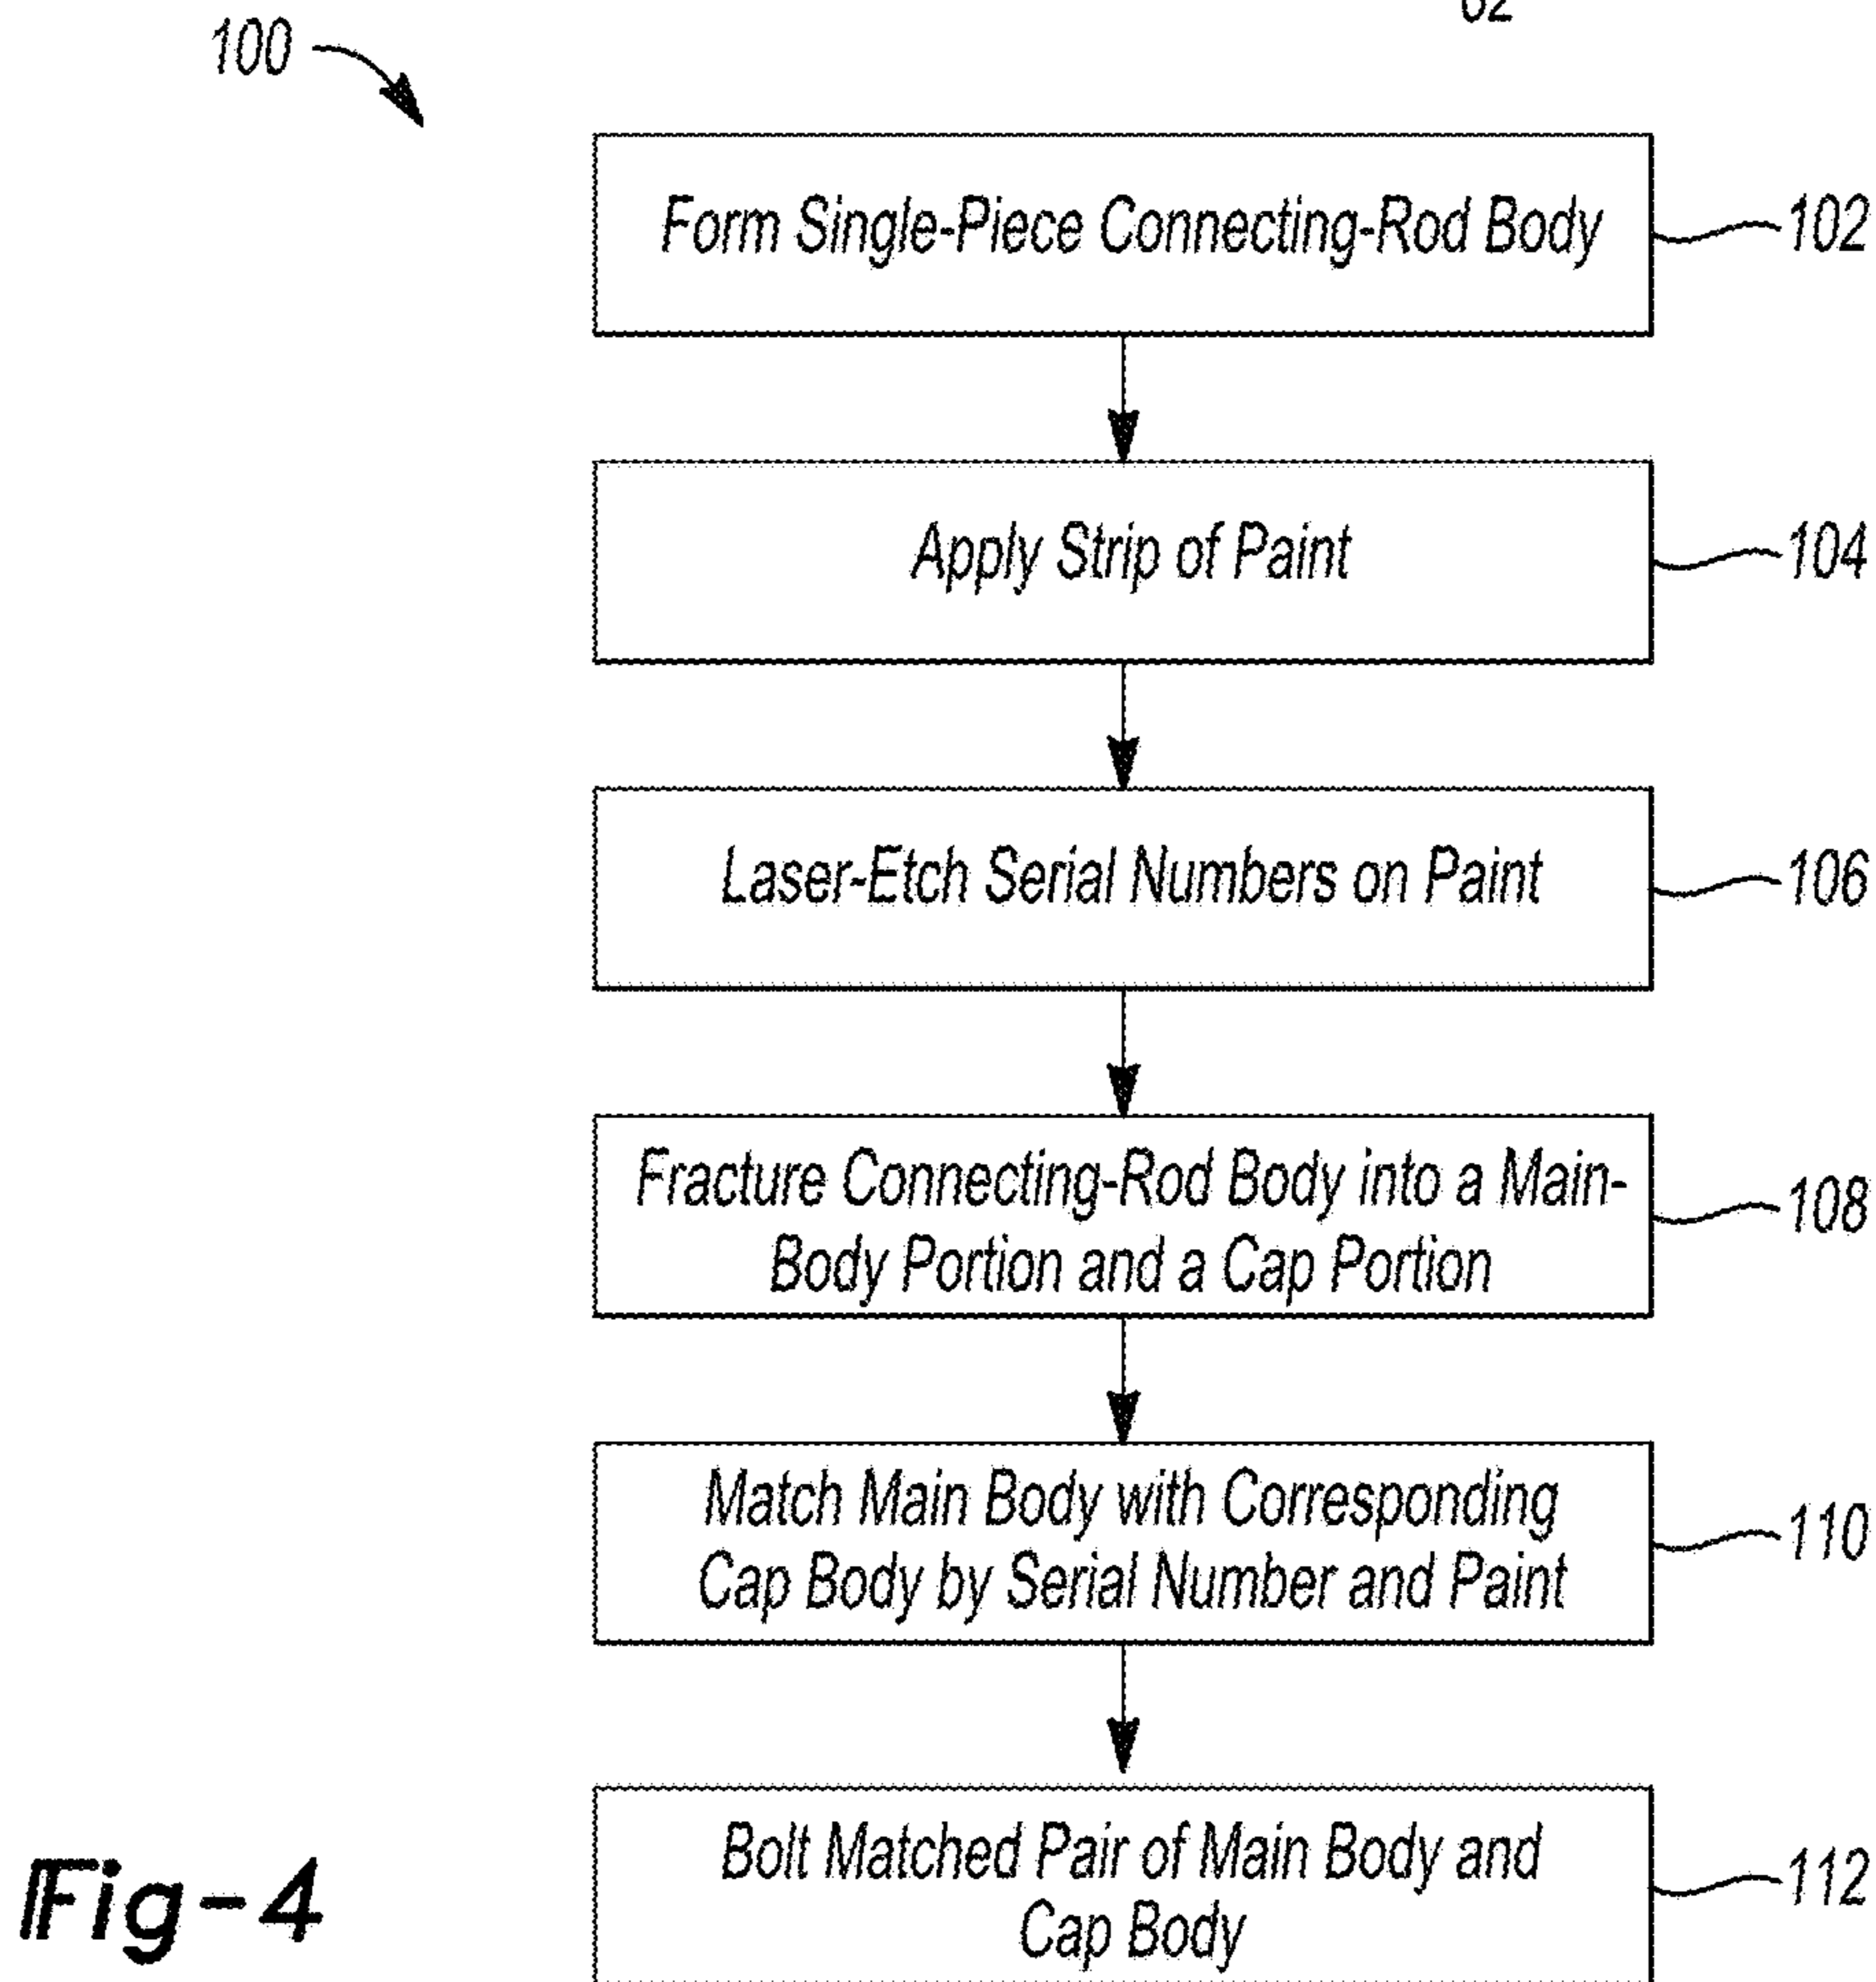 100
Form Single-Piece Connecting-Rod Body
102
Apply Strip of Paint
104
Laser-Etch Serial Numbers on Paint
106
Fracture Connecting-Rod Body into a Main-
Body Portion and a Cap Portion
108
Match Main Body with Corresponding
Cap Body by Serial Number and Paint
110
Bolt Matched Pair of Main Body and
Cap Body
112
Fig-4